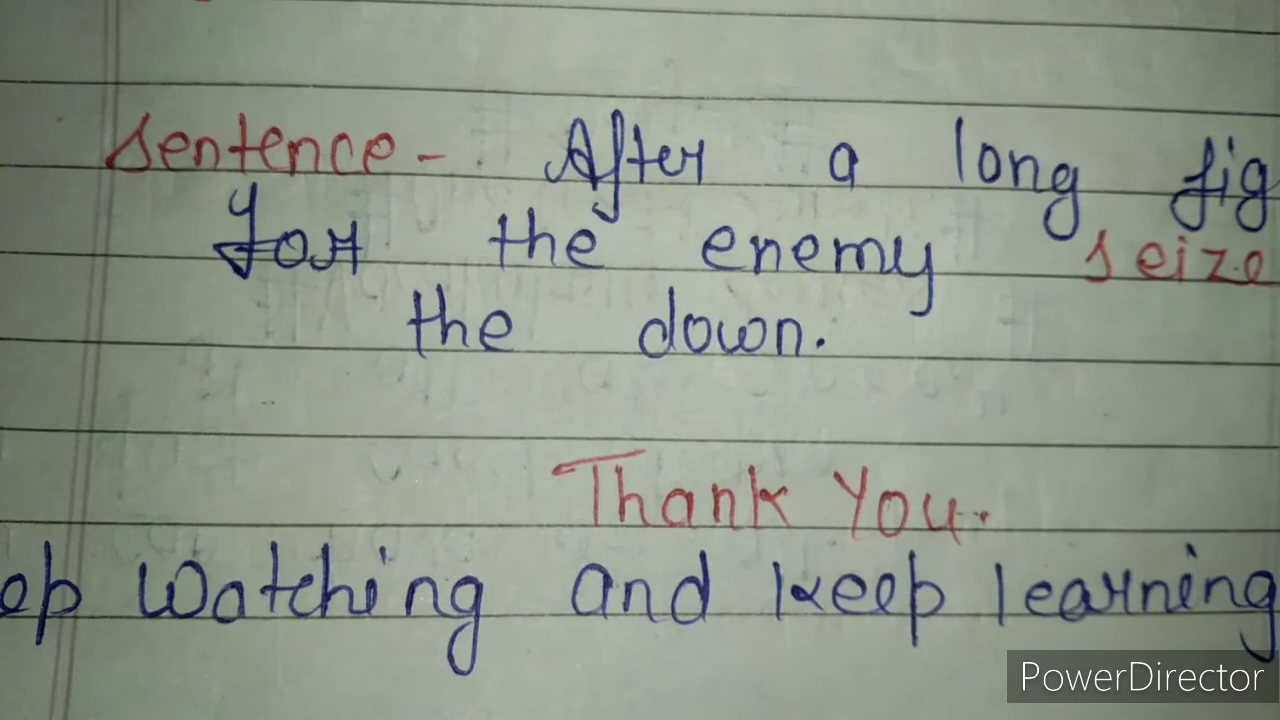 sentence - After a long fig
for the enemy seize
the down.
Thank You.
ep watching and keep learning
PowerDirector